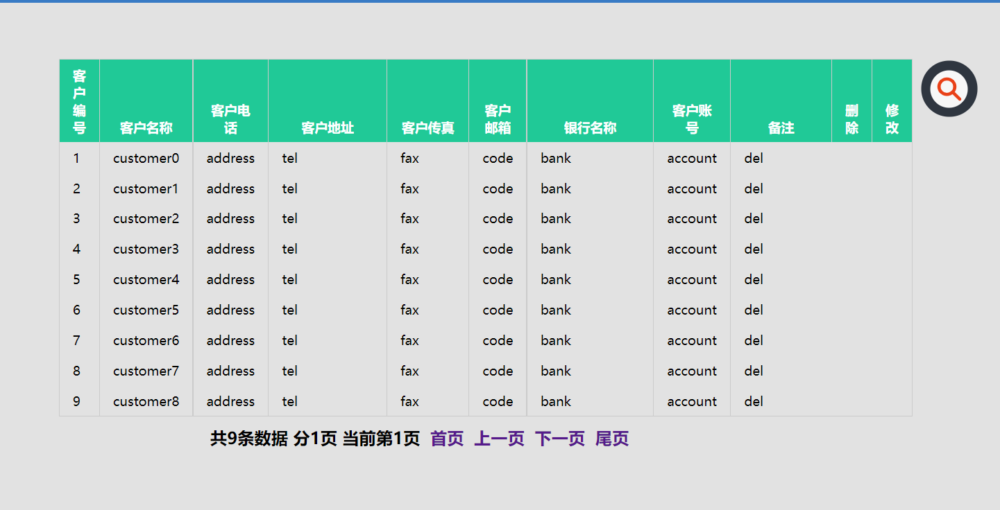 客户编号 客户名称 客户电话 客户地址 客户传真 客户邮箱 银行名称 客户账号 备注 删除 修改
1 customer0 address tel fax code bank account del
2 customer1 address tel fax code bank account del
3 customer2 address tel fax code bank account del
4 customer3 address tel fax code bank account del
5 customer4 address tel fax code bank account del
6 customer5 address tel fax code bank account del
7 customer6 address tel fax code bank account del
8 customer7 address tel fax code bank account del
9 customer8 address tel fax code bank account del
共9条数据 分1页 当前第1页 首页 上一页 下一页 尾页